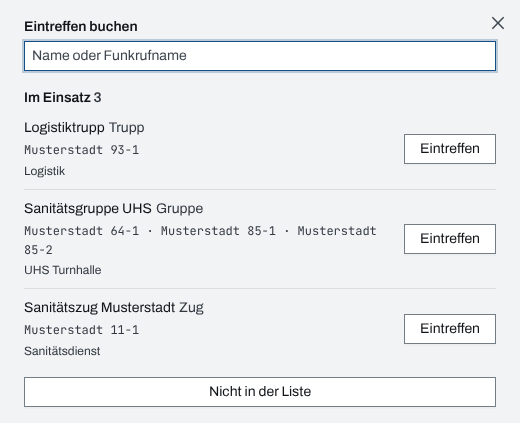 Eintreffen buchen
Name oder Funkrufname
Im Einsatz 3
Logistiktrupp Trupp
Musterstadt 93-1
Logistik
Eintreffen
Sanitätsgruppe UHS Gruppe
Musterstadt 64-1 · Musterstadt 85-1 · Musterstadt
85-2
UHS Turnhalle
Eintreffen
Sanitätszug Musterstadt Zug
Musterstadt 11-1
Sanitätsdienst
Eintreffen
Nicht in der Liste